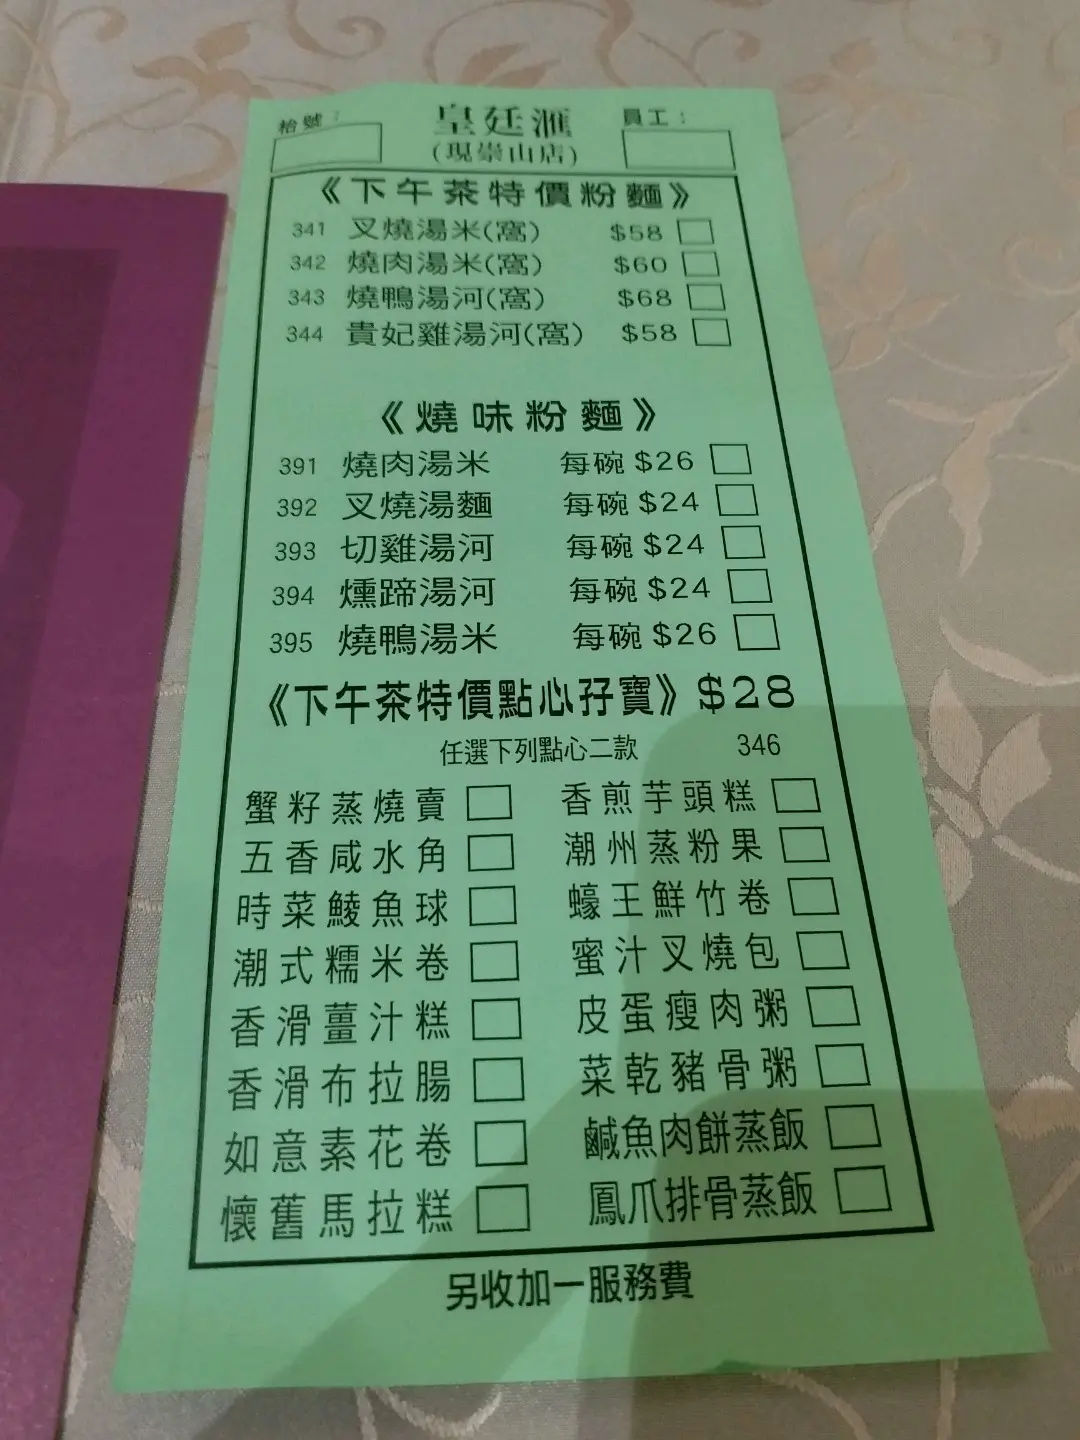 枱號： 皇廷滙 員工：
(現崇山店)
《下午茶特價粉麵》
341 叉燒湯米(窩) $58
342 燒肉湯米(窩) $60
343 燒鴨湯河(窩) $68
344 貴妃雞湯河(窩) $58
《燒味粉麵》
391 燒肉湯米 每碗 $26
392 叉燒湯麵 每碗 $24
393 切雞湯河 每碗 $24
394 燻蹄湯河 每碗 $24
395 燒鴨湯米 每碗 $26
《下午茶特價點心孖寶》$28
任選下列點心二款 346
蟹籽蒸燒賣 香煎芋頭糕
五香咸水角 潮州蒸粉果
時菜鯪魚球 蠔王鮮竹卷
潮式糯米卷 蜜汁叉燒包
香滑薑汁糕 皮蛋瘦肉粥
香滑布拉腸 菜乾豬骨粥
如意素花卷 鹹魚肉餅蒸飯
懷舊馬拉糕 鳳爪排骨蒸飯
另收加一服務費